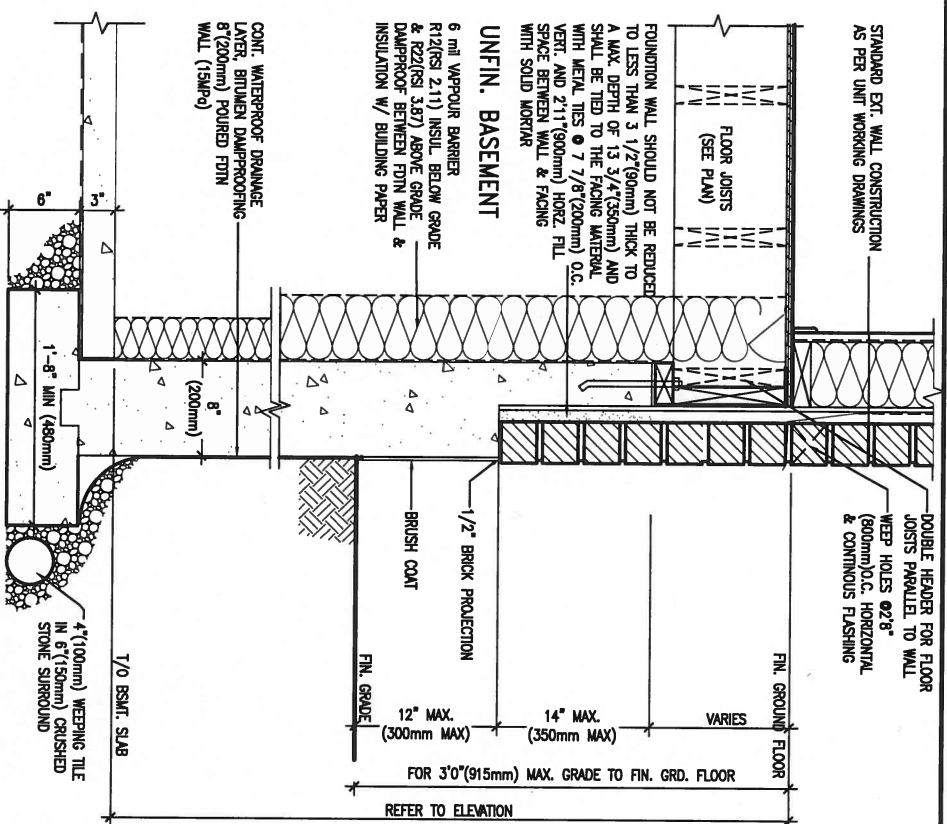 STANDARD EXT. WALL CONSTRUCTION
AS PER UNIT WORKING DRAWINGS
FLOOR JOISTS
(SEE PLAN)
FOUNDTION WALL SHOULD NOT BE REDUCED
TO LESS THAN 3 1/2"(90mm) THICK TO
A MAX. DEPTH OF 13 3/4"(350mm) AND
SHALL BE TIED TO THE FACING MATERIAL
WITH METAL TIES @ 7 7/8"(200mm) O.C.
VERT. AND 2'11"(900mm) HORZ. FILL
SPACE BETWEEN WALL & FACING
WITH SOLID MORTAR
UNFIN. BASEMENT
6 mil VAPPOUR BARRIER
R12(RSI 2.11) INSUL BELOW GRADE
& R22(RSI 3.87) ABOVE GRADE
DAMPPROOF BETWEEN FDTN WALL &
INSULATION W/ BUILDING PAPER
CONT. WATERPROOF DRAINAGE
LAYER, BITUMEN DAMPPROOFING
8"(200mm) POURED FDTN
WALL (15MPa)
6"
3"
1'-8" MIN (480mm)
8"
(200mm)
DOUBLE HEADER FOR FLOOR
JOISTS PARALLEL TO WALL
WEEP HOLES @2'8"
(800mm)O.C. HORIZONTAL
& CONTINOUS FLASHING
1/2" BRICK PROJECTION
BRUSH COAT
FIN. GROUND FLOOR
VARIES
14" MAX.
(350mm MAX)
12" MAX.
(300mm MAX)
FIN. GRADE
FOR 3'0"(915mm) MAX. GRADE TO FIN. GRD. FLOOR
REFER TO ELEVATION
T/O BSMT. SLAB
4"(100mm) WEEPING TILE
IN 6"(150mm) CRUSHED
STONE SURROUND